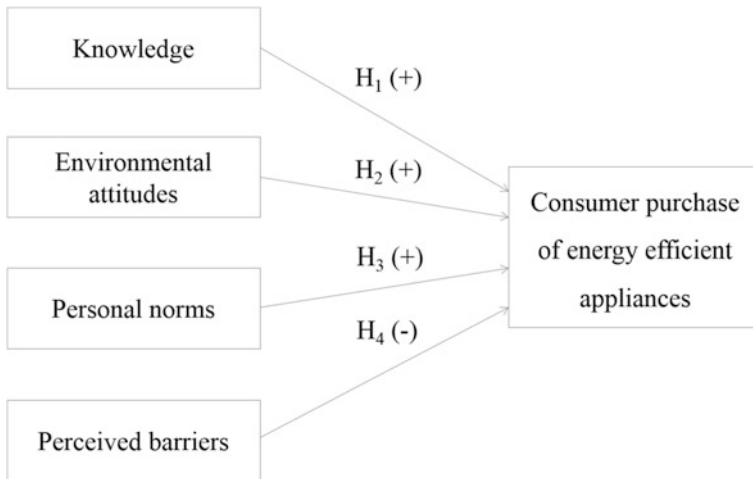 Knowledge
H₁ (+)
Environmental
attitudes
H₂ (+)
Consumer purchase
of energy efficient
appliances
Personal norms
H₃ (+)
H₄ (-)
Perceived barriers